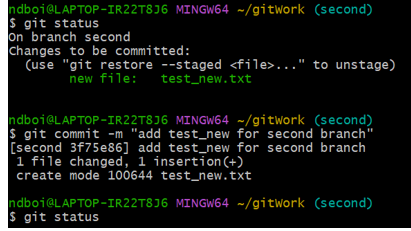 ndboi@LAPTOP-IR22T8J6 MINGW64 ~/gitWork (second)
$ git status
On branch second
Changes to be committed:
  (use "git restore --staged <file>..." to unstage)
        new file:   test_new.txt

ndboi@LAPTOP-IR22T8J6 MINGW64 ~/gitWork (second)
$ git commit -m "add test_new for second branch"
[second 3f75e86] add test_new for second branch
 1 file changed, 1 insertion(+)
 create mode 100644 test_new.txt

ndboi@LAPTOP-IR22T8J6 MINGW64 ~/gitWork (second)
$ git status